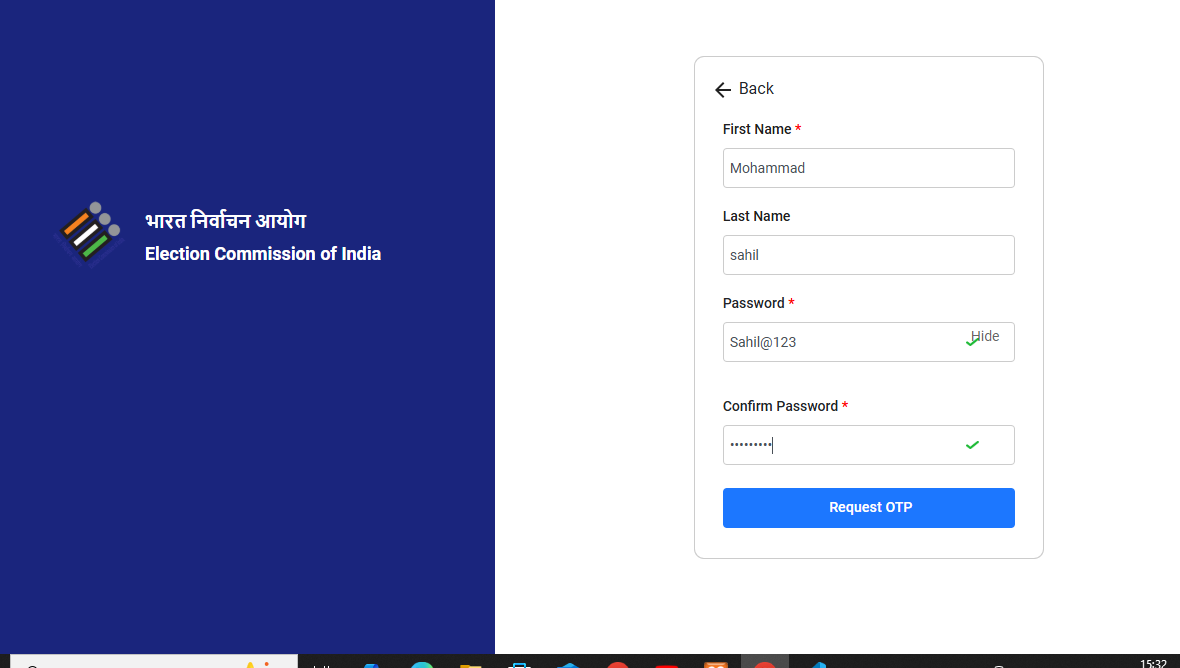 भारत निर्वाचन आयोग
Election Commission of India
Back
First Name *
Mohammad
Last Name
sahil
Password *
Sahil@123
Hide
Confirm Password *
•••••••••
Request OTP
15:32